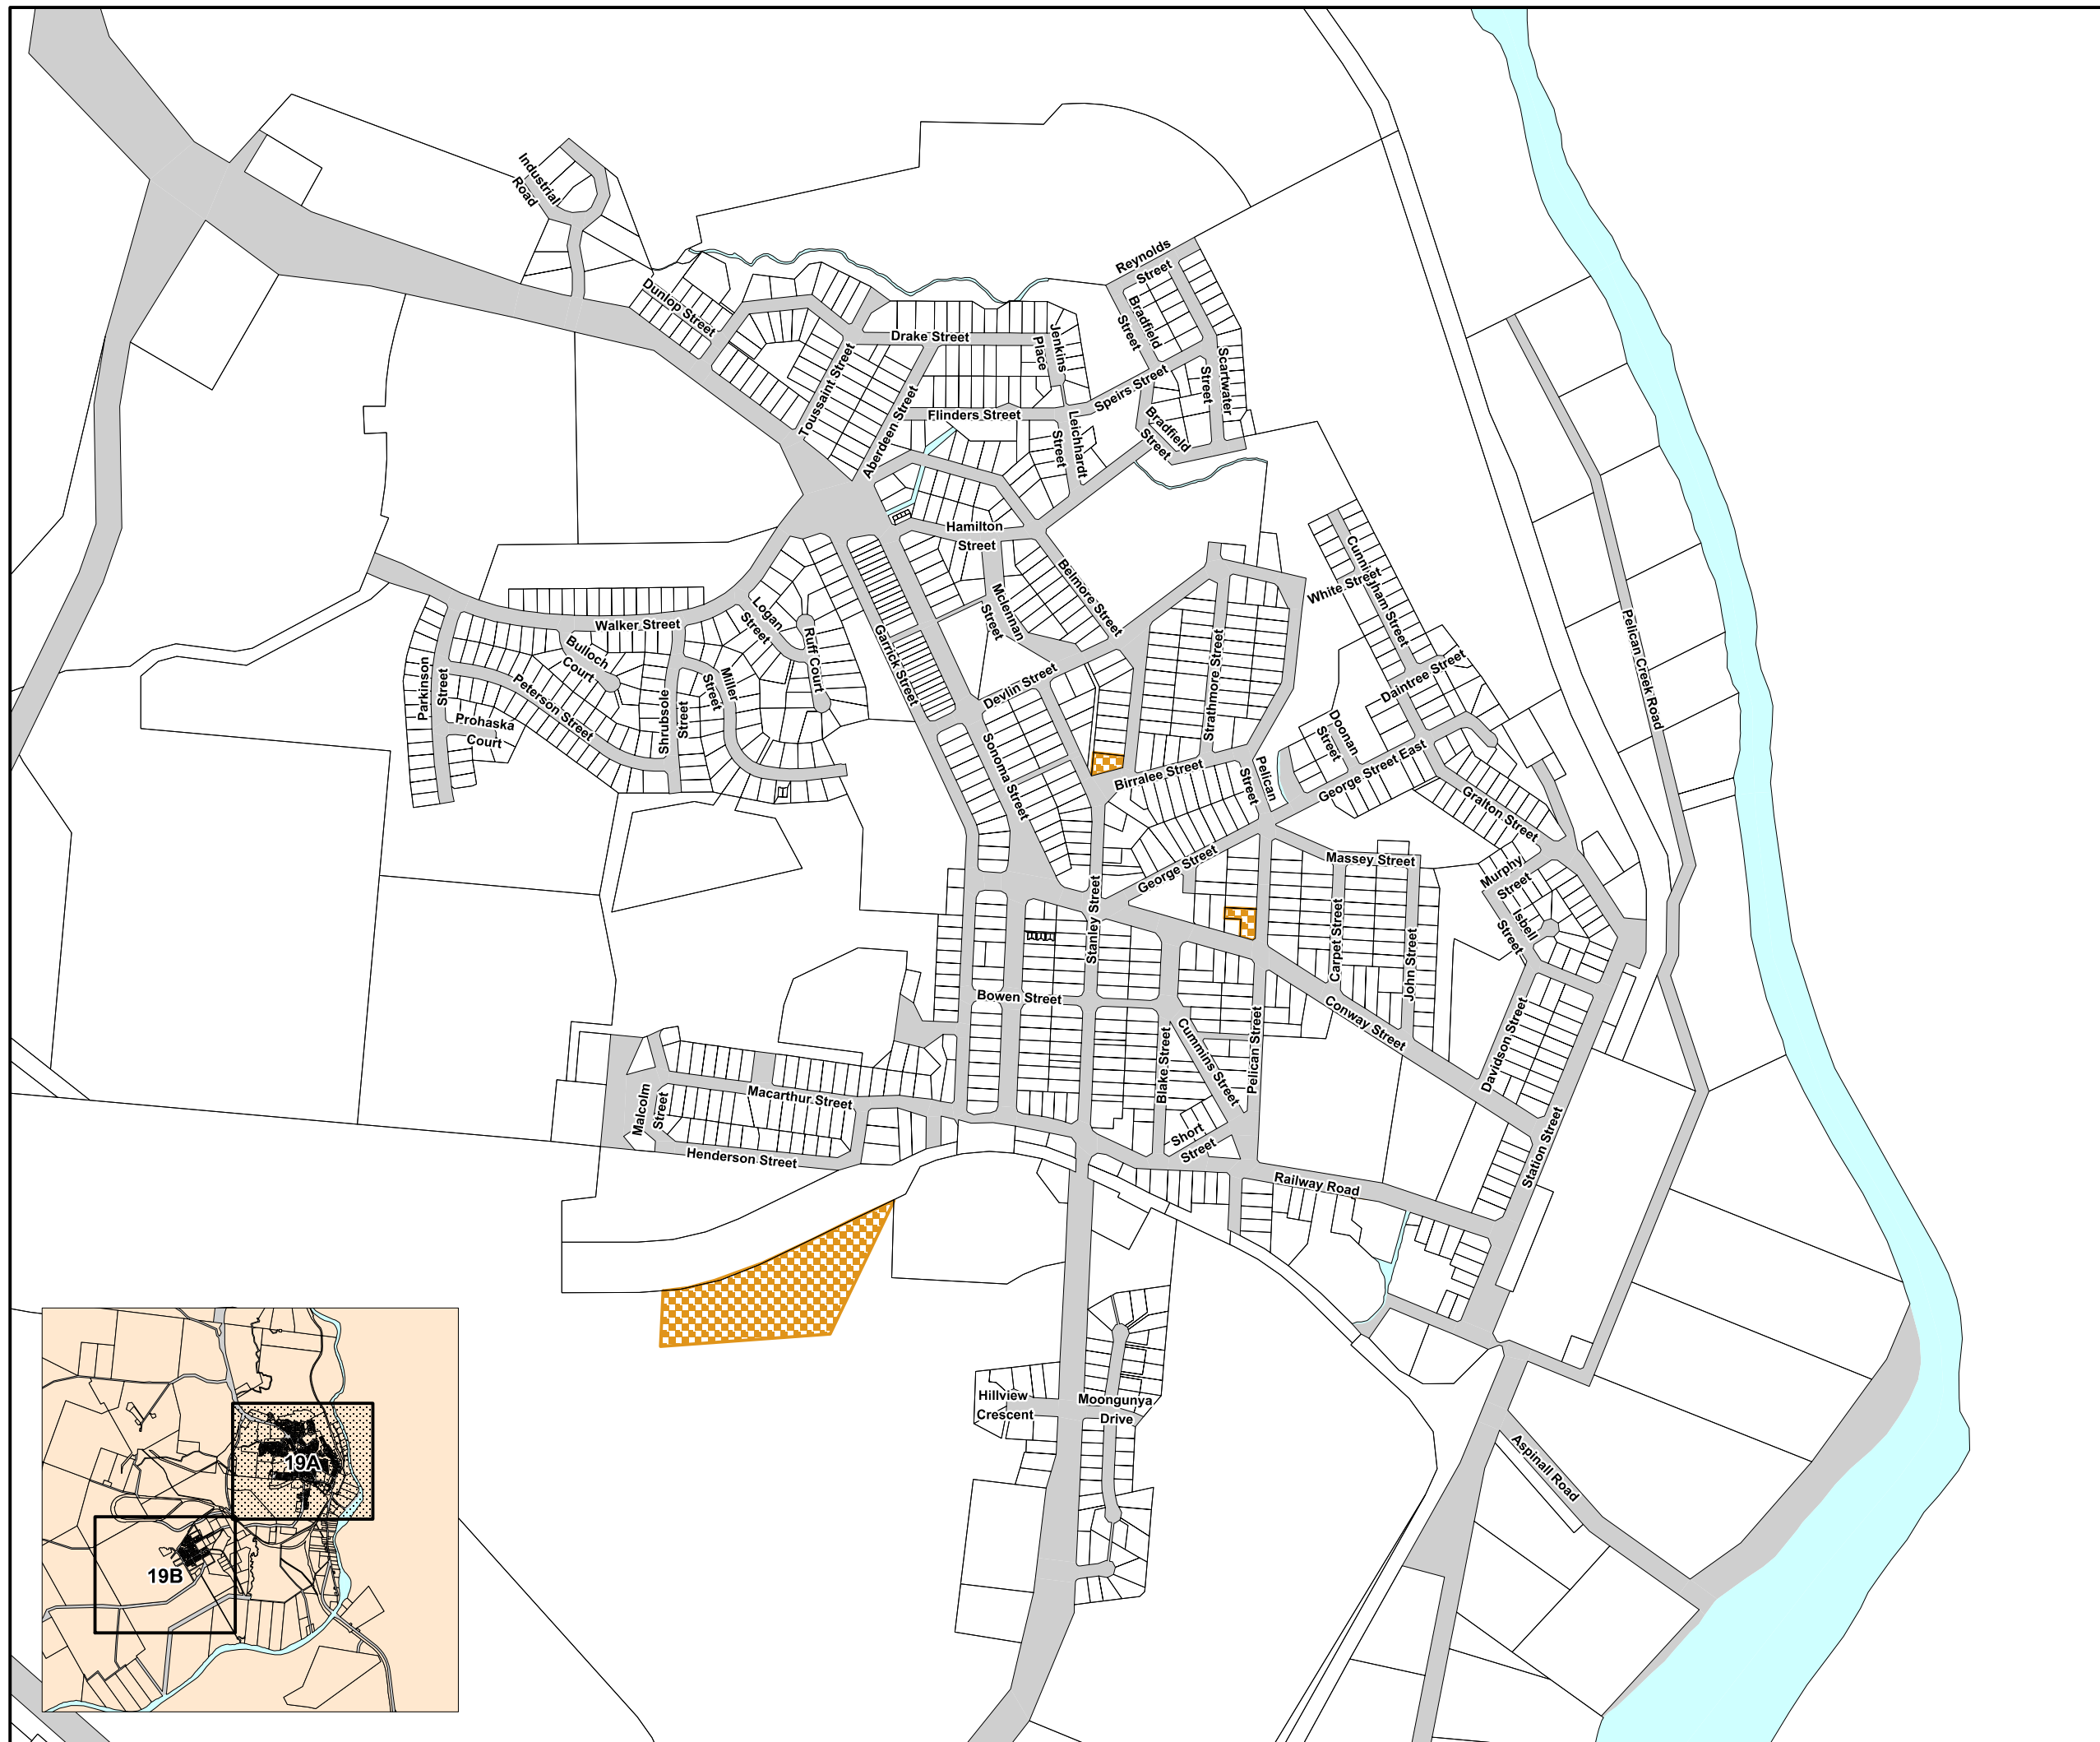 Industrial
Road
Reynolds
Street
Dunlop Street
Bradfield
Street
Drake Street
Jenkins
Place
Toussaint Street
Scartwater
Street
Speirs Street
Aberdeen Street
Flinders Street
Leichhardt
Street
Bradfield
Street
Hamilton
Street
Cunningham Street
White Street
Belmore Street
Mclennan
Street
Logan
Street
Walker Street
Ruff Court
Garrick Street
Bulloch
Court
Pelican Creek Road
Parkinson
Street
Peterson Street
Miller
Street
Shrubsole
Street
Prohaska
Court
Devlin Street
Strathmore Street
Daintree Street
Doonan
Street
Sonoma Street
Birralee Street
Pelican
Street
George Street East
Gralton Street
George Street
Massey Street
Murphy
Street
Isbell
Street
Stanley Street
Carpet Street
John Street
Bowen Street
Conway Street
Davidson Street
Blake Street
Cummins Street
Pelican Street
Macarthur Street
Malcolm
Street
Short
Street
Station Street
Henderson Street
Railway Road
Hillview
Crescent
Moongunya
Drive
Aspinall Road
19A
19B